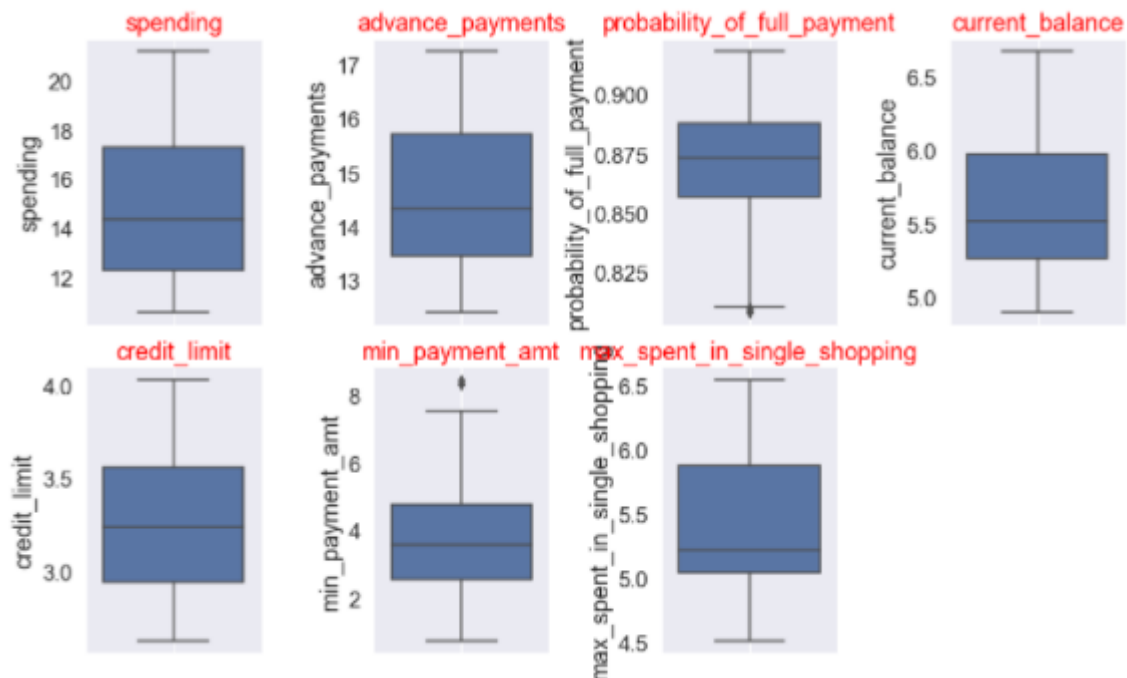 spending
advance_payments
probability_of_full_payment
current_balance
spending
20
18
16
14
12
advance_payments
17
16
15
14
13
probability_of_full_payment
0.900
0.875
0.850
0.825
current_balance
6.5
6.0
5.5
5.0
credit_limit
min_payment_amt
max_spent_in_single_shopping
credit_limit
4.0
3.5
3.0
min_payment_amt
8
6
4
2
max_spent_in_single_shopping
6.5
6.0
5.5
5.0
4.5